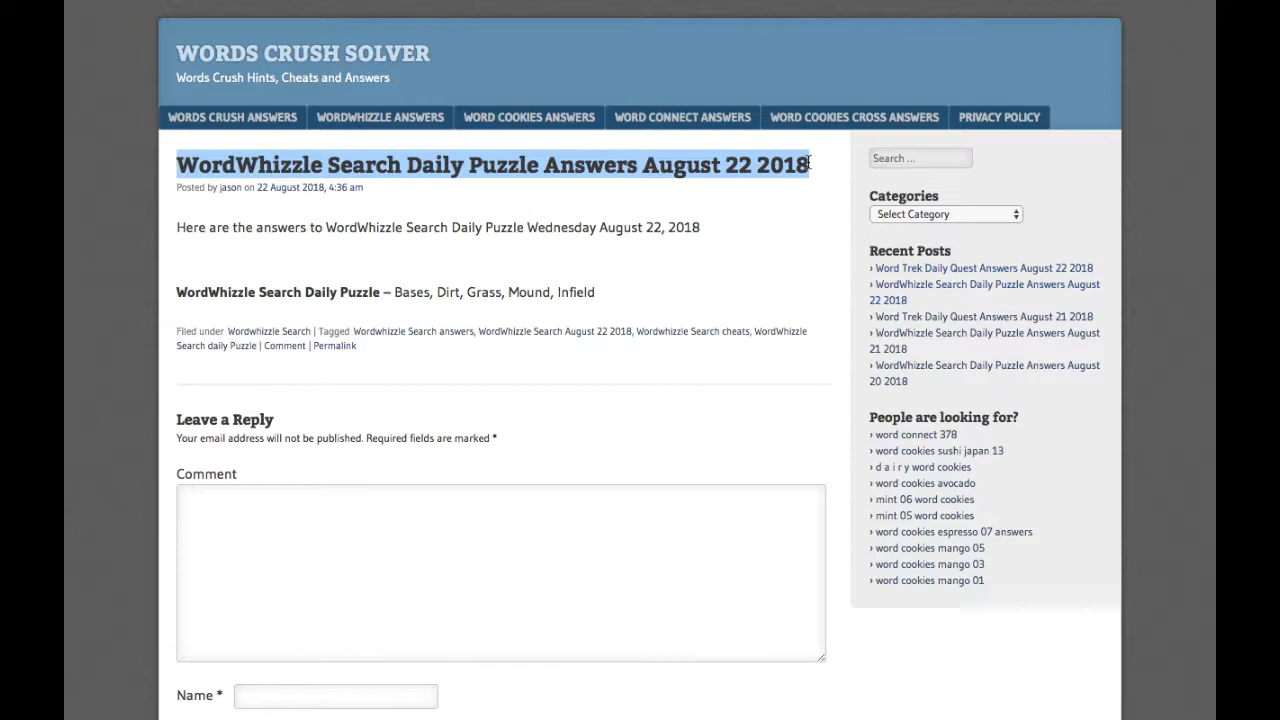 WORDS CRUSH SOLVER
Words Crush Hints, Cheats and Answers
WORDS CRUSH ANSWERS WORDWHIZZLE ANSWERS WORD COOKIES ANSWERS WORD CONNECT ANSWERS WORD COOKIES CROSS ANSWERS PRIVACY POLICY
WordWhizzle Search Daily Puzzle Answers August 22 2018
Posted by jason on 22 August 2018, 4:36 am
Here are the answers to WordWhizzle Search Daily Puzzle Wednesday August 22, 2018
WordWhizzle Search Daily Puzzle – Bases, Dirt, Grass, Mound, Infield
Filed under Wordwhizzle Search | Tagged Wordwhizzle Search answers, WordWhizzle Search August 22 2018, Wordwhizzle Search cheats, WordWhizzle
Search daily Puzzle | Comment | Permalink
Leave a Reply
Your email address will not be published. Required fields are marked *
Comment
Name *
Search ...
Categories
Select Category
Recent Posts
› Word Trek Daily Quest Answers August 22 2018
› WordWhizzle Search Daily Puzzle Answers August
22 2018
› Word Trek Daily Quest Answers August 21 2018
› WordWhizzle Search Daily Puzzle Answers August
21 2018
› WordWhizzle Search Daily Puzzle Answers August
20 2018
People are looking for?
› word connect 378
› word cookies sushi japan 13
› d a i r y word cookies
› word cookies avocado
› mint 06 word cookies
› mint 05 word cookies
› word cookies espresso 07 answers
› word cookies mango 05
› word cookies mango 03
› word cookies mango 01